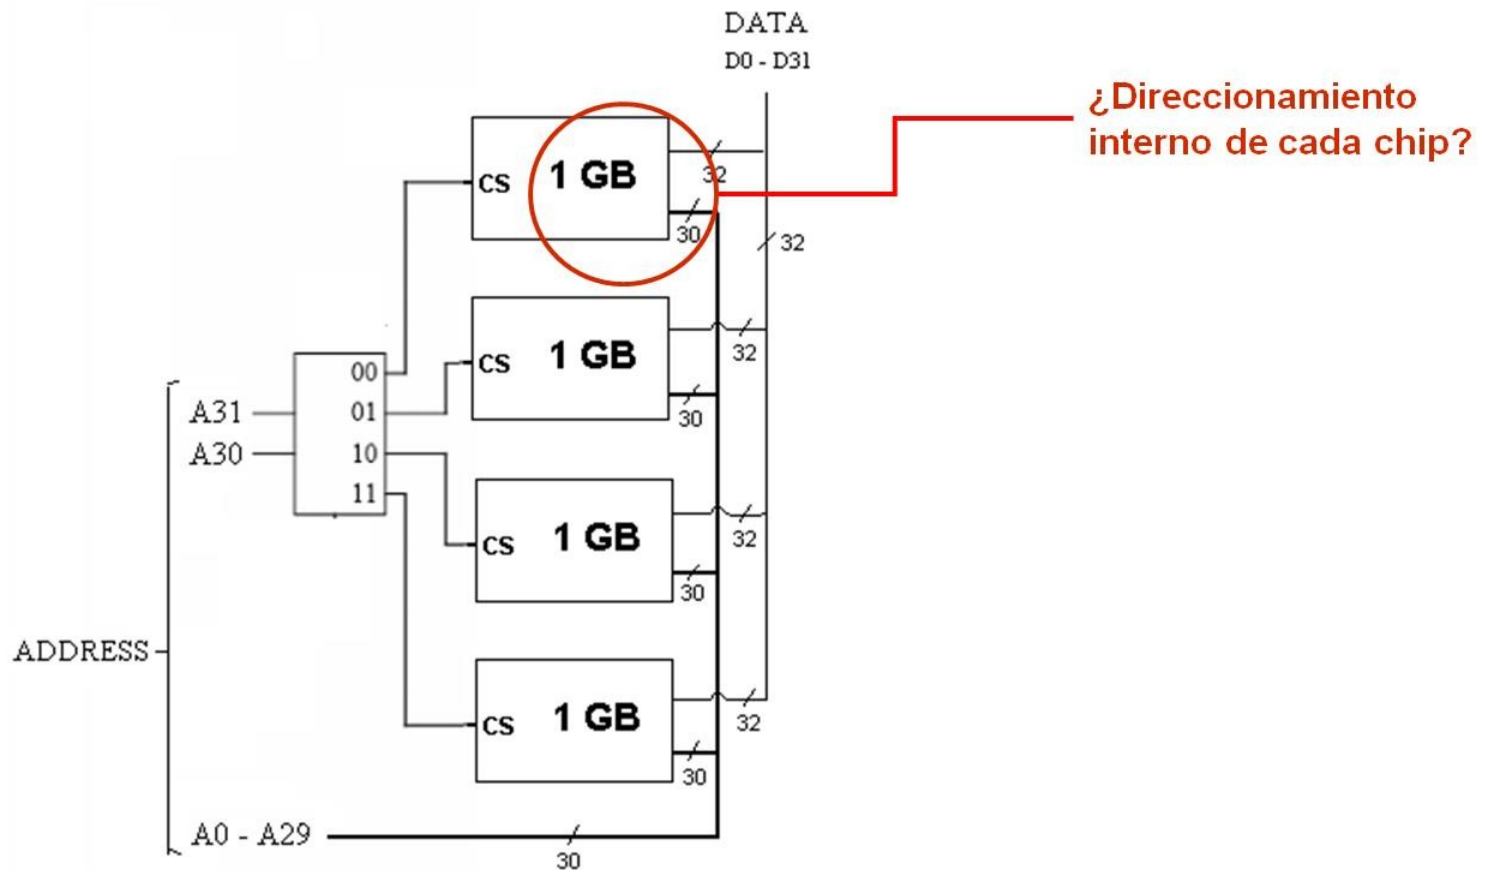 DATA
D0 - D31
¿Direccionamiento
interno de cada chip?
CS 1 GB
32
30
32
CS 1 GB
32
30
A31
A30
00
01
10
11
CS 1 GB
32
30
ADDRESS
CS 1 GB
32
30
A0 - A29
30